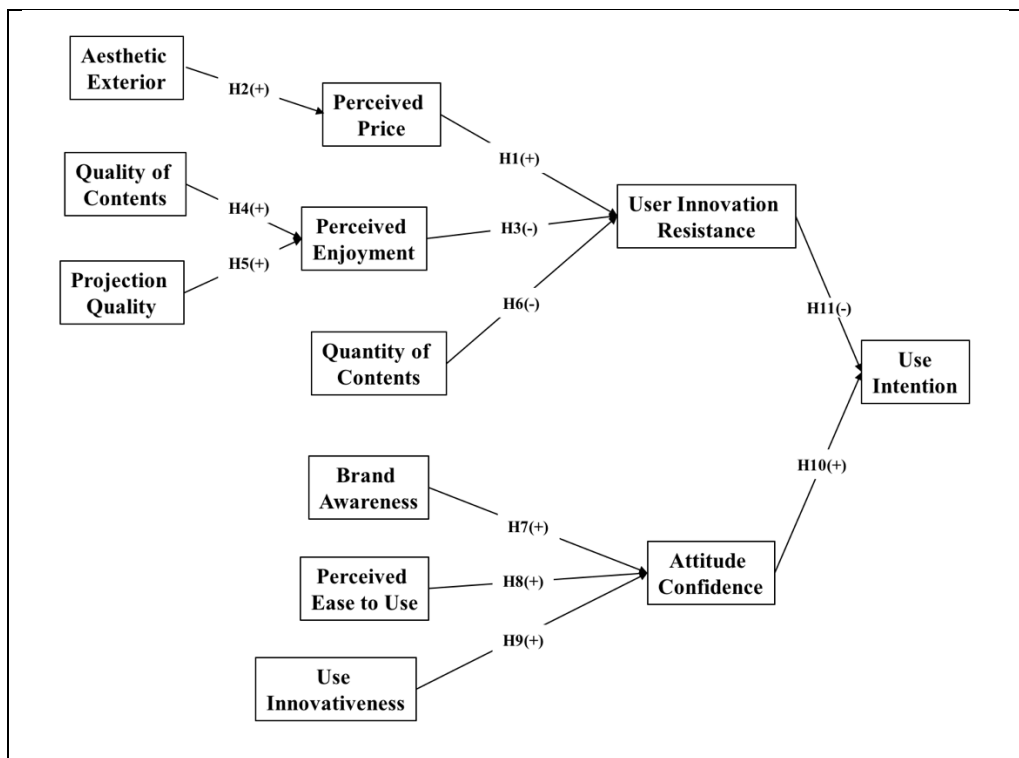 Aesthetic
Exterior
H2(+)
Perceived
Price
H1(+)
Quality of
Contents
H4(+)
Perceived
Enjoyment
H3(-)
User Innovation
Resistance
H5(+)
Projection
Quality
H6(-)
H11(-)
Quantity of
Contents
Use
Intention
H10(+)
Brand
Awareness
H7(+)
Attitude
Confidence
Perceived
Ease to Use
H8(+)
H9(+)
Use
Innovativeness